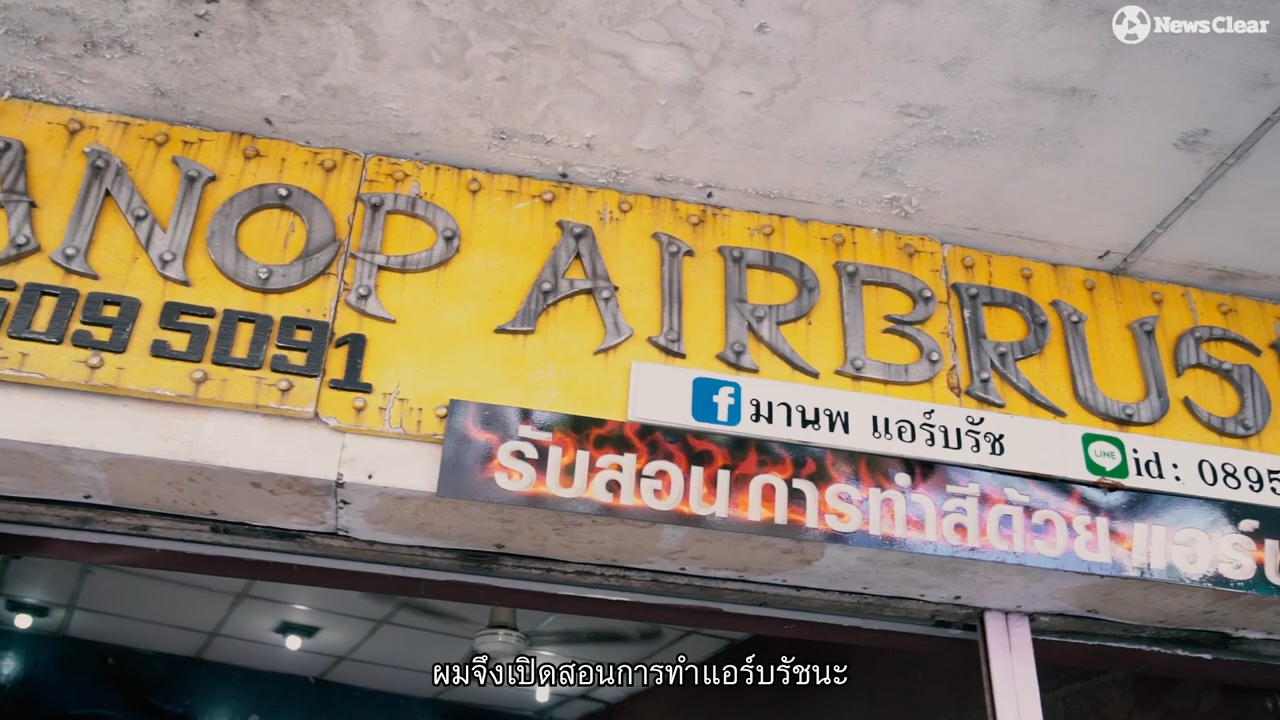 News Clear
ANOP AIRBRUS
509 5091
f มานพ แอร์บรัช
LINE id : 0895
รับสอน การทำสีด้วย แอร์บ
ผมจึงเปิดสอนการทำแอร์บรัชนะ